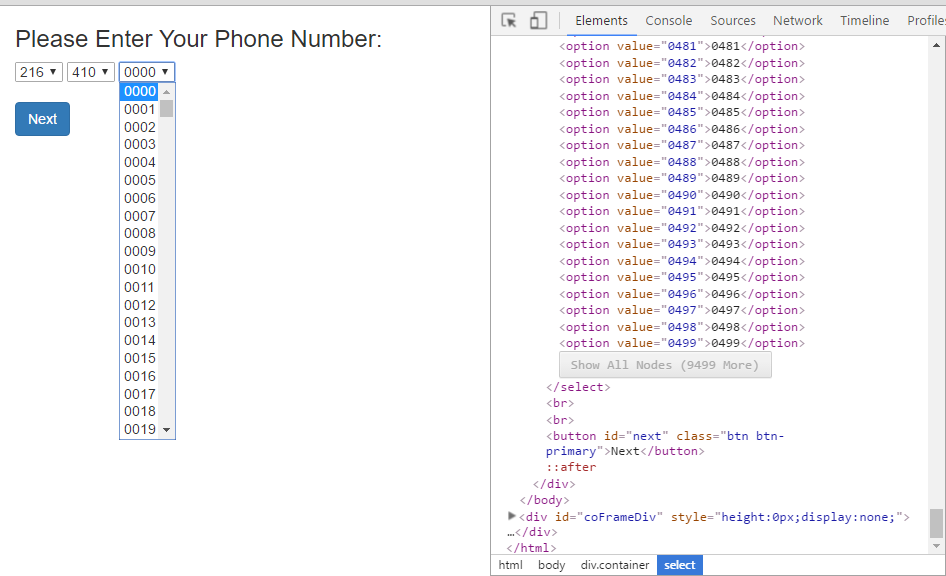 Please Enter Your Phone Number:
216 410 0000
0000
0001
0002
0003
0004
0005
0006
0007
0008
0009
0010
0011
0012
0013
0014
0015
0016
0017
0018
0019
Next
Elements Console Sources Network Timeline Profile
<option value="0481">0481</option>
<option value="0482">0482</option>
<option value="0483">0483</option>
<option value="0484">0484</option>
<option value="0485">0485</option>
<option value="0486">0486</option>
<option value="0487">0487</option>
<option value="0488">0488</option>
<option value="0489">0489</option>
<option value="0490">0490</option>
<option value="0491">0491</option>
<option value="0492">0492</option>
<option value="0493">0493</option>
<option value="0494">0494</option>
<option value="0495">0495</option>
<option value="0496">0496</option>
<option value="0497">0497</option>
<option value="0498">0498</option>
<option value="0499">0499</option>
Show All Nodes (9499 More)
</select>
<br>
<br>
<button id="next" class="btn btn-
primary">Next</button>
::after
</div>
</body>
<div id="coFrameDiv" style="height:0px;display:none;">
…</div>
</html>
html body div.container select